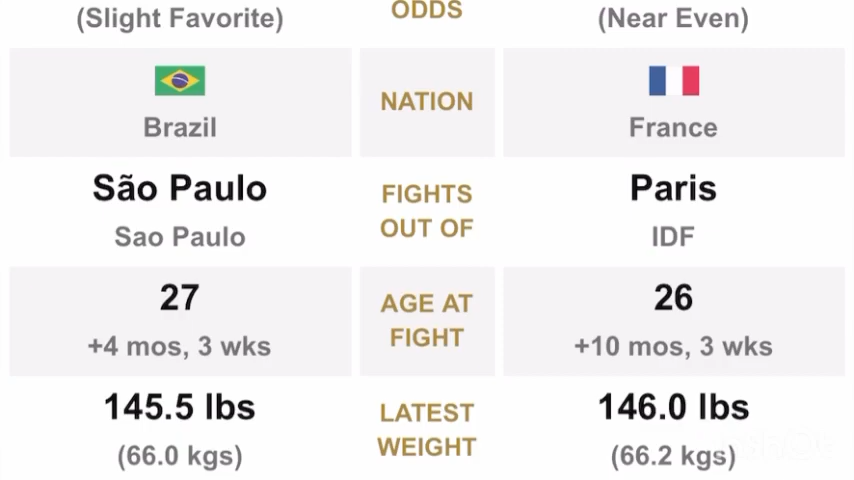 (Slight Favorite)
ODDS
(Near Even)
Brazil
NATION
France
São Paulo
Sao Paulo
FIGHTS
OUT OF
Paris
IDF
27
+4 mos, 3 wks
AGE AT
FIGHT
26
+10 mos, 3 wks
145.5 lbs
(66.0 kgs)
LATEST
WEIGHT
146.0 lbs
(66.2 kgs)